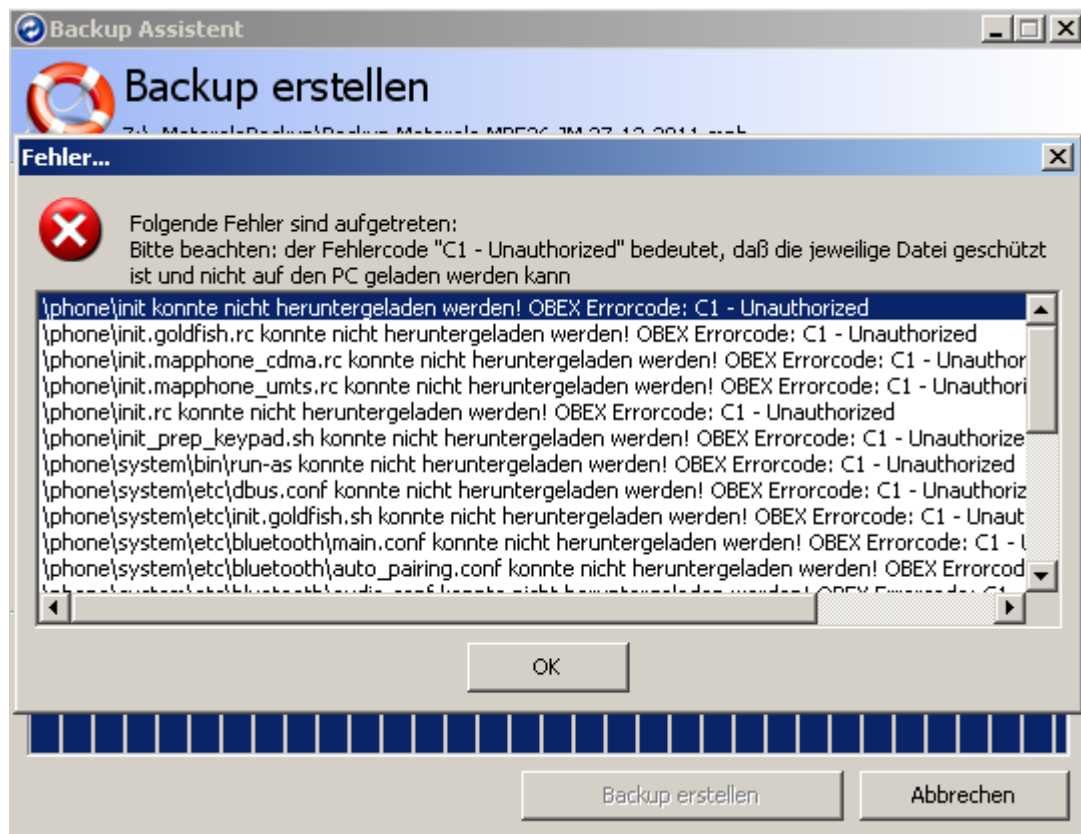 Backup Assistent
Backup erstellen
Fehler...
Folgende Fehler sind aufgetreten:
Bitte beachten: der Fehlercode "C1 - Unauthorized" bedeutet, daß die jeweilige Datei geschützt
ist und nicht auf den PC geladen werden kann
\phone\init konnte nicht heruntergeladen werden! OBEX Errorcode: C1 - Unauthorized
\phone\init.goldfish.rc konnte nicht heruntergeladen werden! OBEX Errorcode: C1 - Unauthorized
\phone\init.mapphone_cdma.rc konnte nicht heruntergeladen werden! OBEX Errorcode: C1 - Unauthor
\phone\init.mapphone_umts.rc konnte nicht heruntergeladen werden! OBEX Errorcode: C1 - Unauthori
\phone\init.rc konnte nicht heruntergeladen werden! OBEX Errorcode: C1 - Unauthorized
\phone\init_prep_keypad.sh konnte nicht heruntergeladen werden! OBEX Errorcode: C1 - Unauthorize
\phone\system\bin\run-as konnte nicht heruntergeladen werden! OBEX Errorcode: C1 - Unauthorized
\phone\system\etc\dbus.conf konnte nicht heruntergeladen werden! OBEX Errorcode: C1 - Unauthoriz
\phone\system\etc\init.goldfish.sh konnte nicht heruntergeladen werden! OBEX Errorcode: C1 - Unaut
\phone\system\etc\bluetooth\main.conf konnte nicht heruntergeladen werden! OBEX Errorcode: C1 - U
\phone\system\etc\bluetooth\auto_pairing.conf konnte nicht heruntergeladen werden! OBEX Errorcod
OK
Backup erstellen
Abbrechen